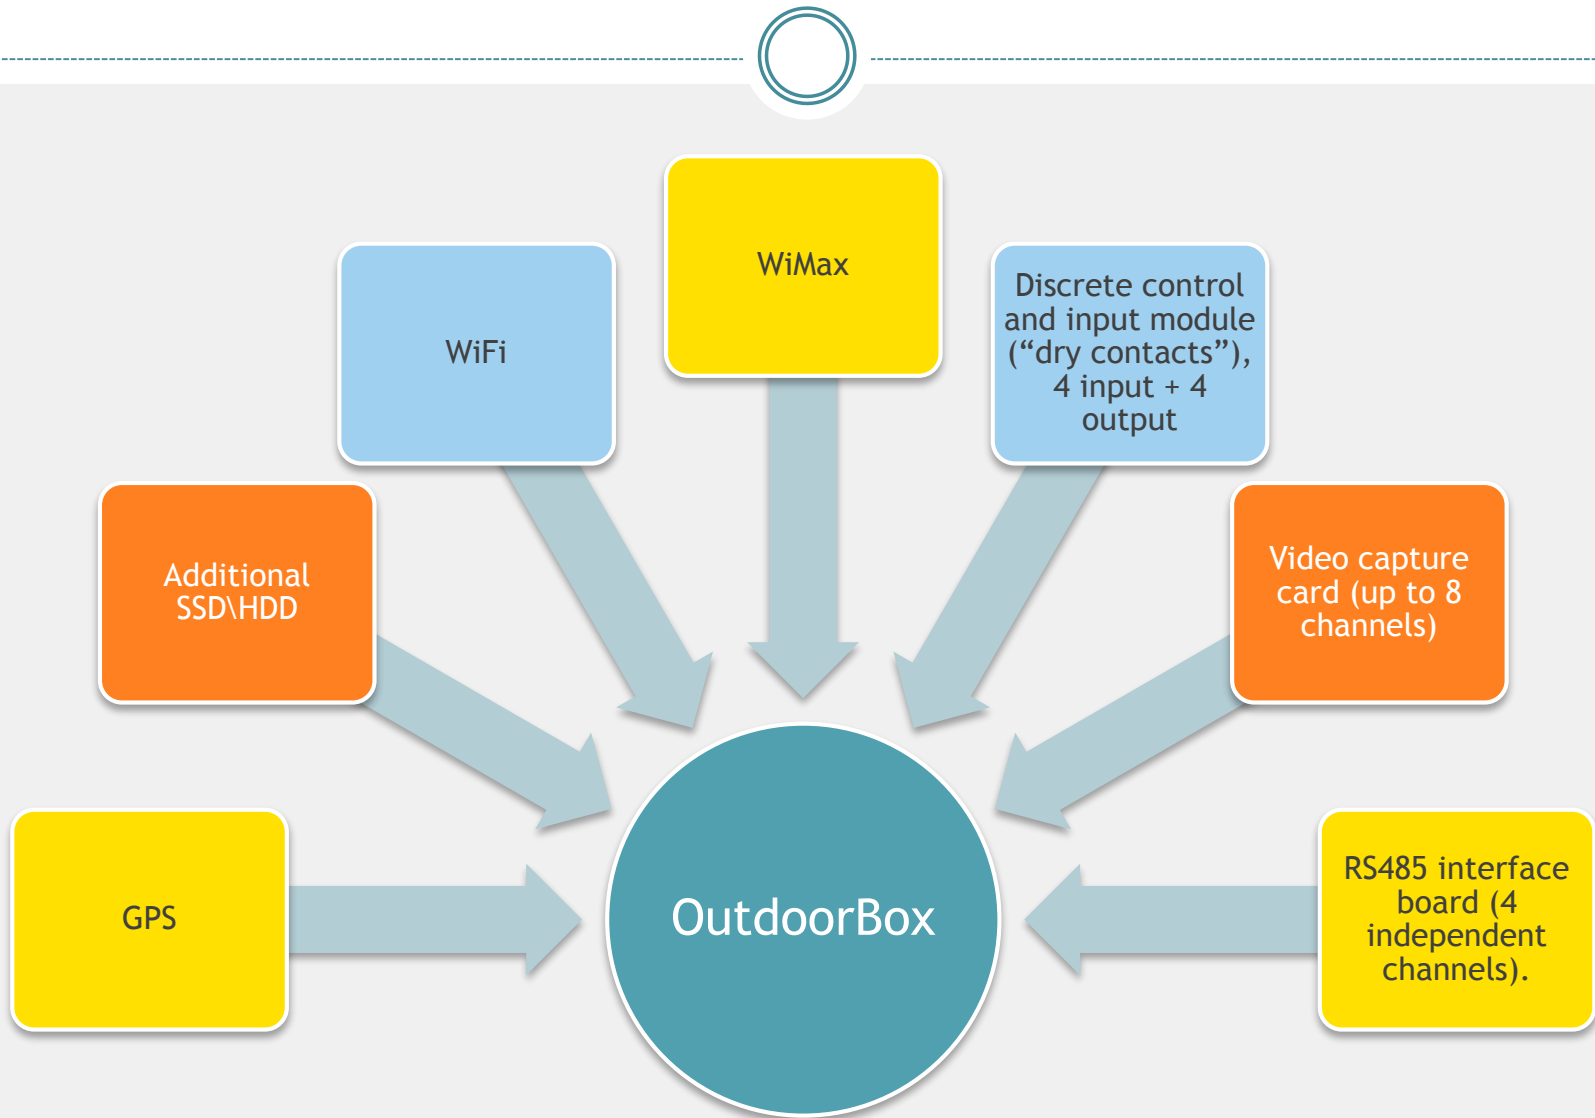 WiMax
WiFi
Discrete control
and input module
(“dry contacts”),
4 input + 4
output
Additional
SSD\HDD
Video capture
card (up to 8
channels)
GPS
OutdoorBox
RS485 interface
board (4
independent
channels).